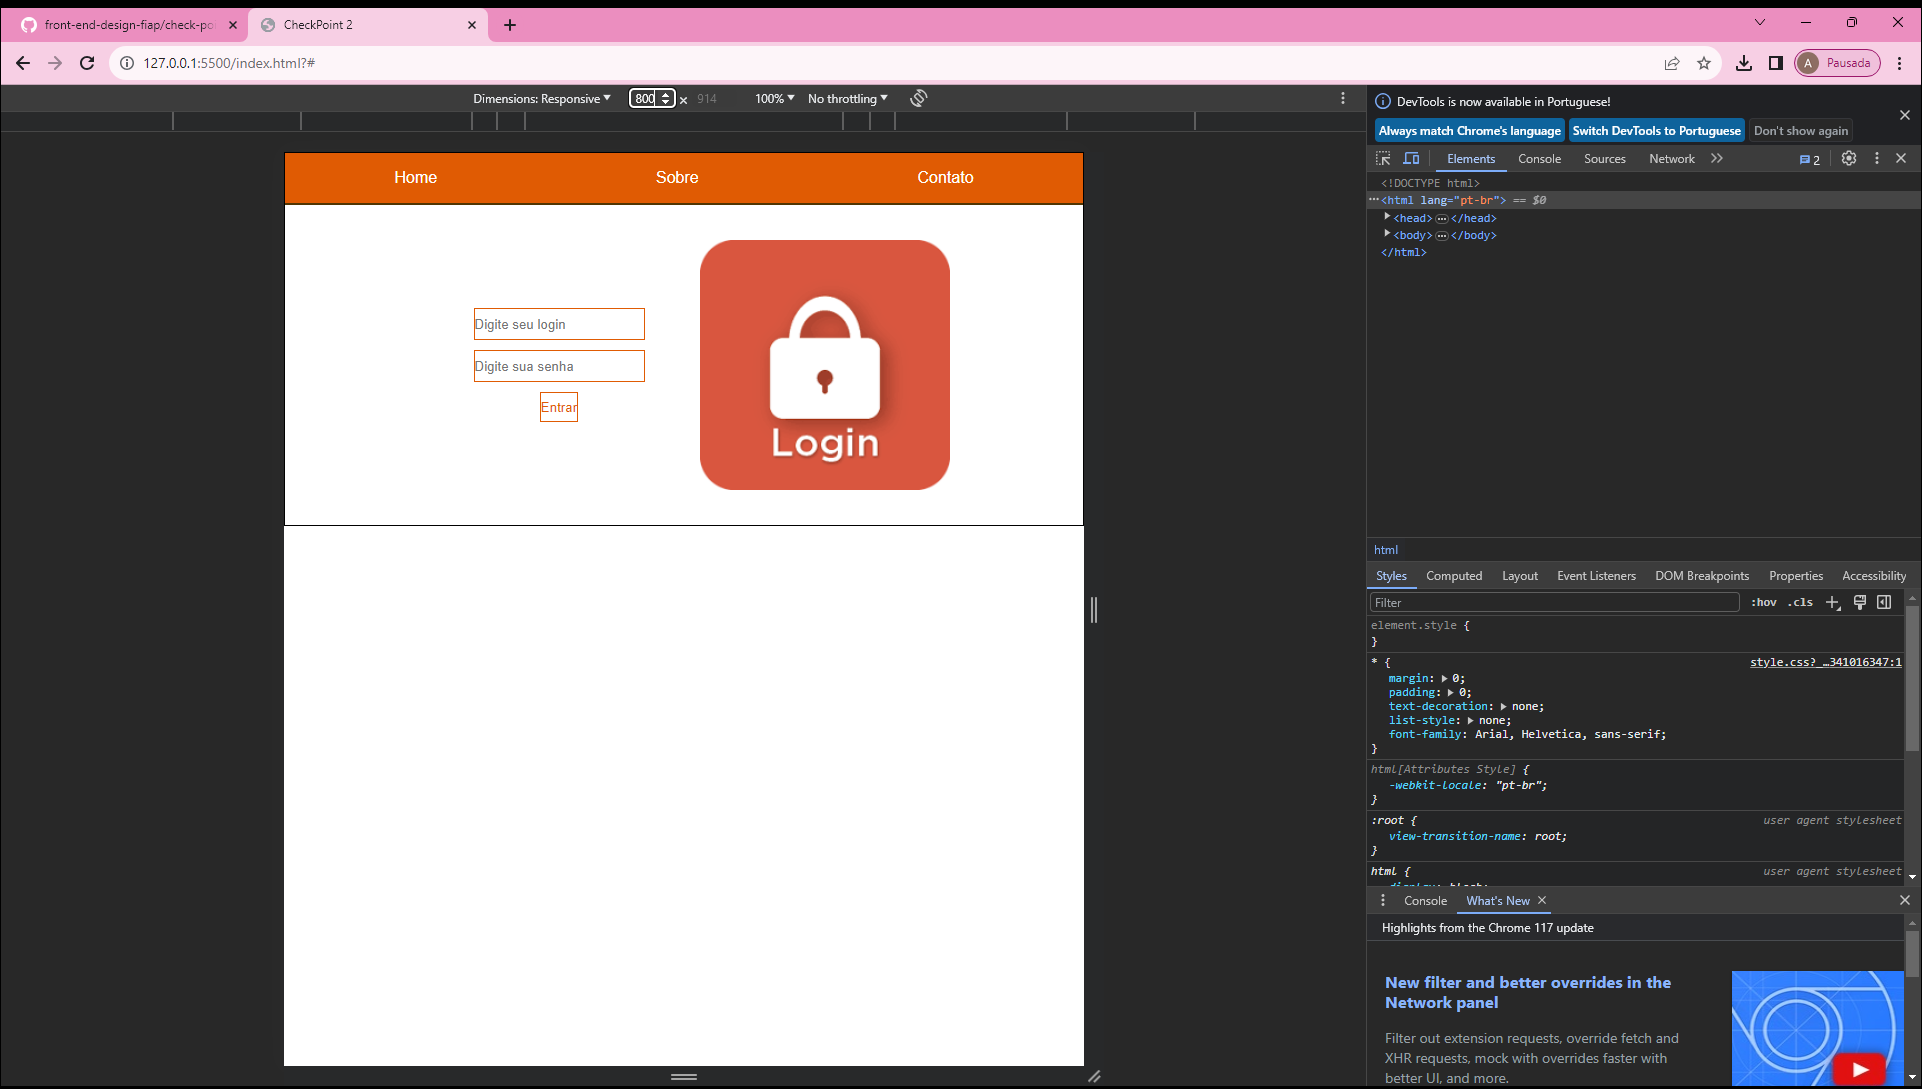 front-end-design-fiap/check-po
CheckPoint 2
127.0.0.1:5500/index.html?#
A Pausada
Dimensions: Responsive 800 × 914 100% No throttling
DevTools is now available in Portuguese!
Always match Chrome's language Switch DevTools to Portuguese Don't show again
Elements Console Sources Network 2
Home Sobre Contato
Digite seu login
Digite sua senha
Entrar
Login
<!DOCTYPE html>
<html lang="pt-br"> == $0
<head> </head>
<body> </body>
</html>
html
Styles Computed Layout Event Listeners DOM Breakpoints Properties Accessibility
Filter :hov .cls
element.style {
}
* { style.css?_…341016347:1
margin: 0;
padding: 0;
text-decoration: none;
list-style: none;
font-family: Arial, Helvetica, sans-serif;
}
html[Attributes Style] {
-webkit-locale: "pt-br";
}
:root { user agent stylesheet
view-transition-name: root;
}
html { user agent stylesheet
display: block;
Console What's New
Highlights from the Chrome 117 update
New filter and better overrides in the
Network panel
Filter out extension requests, override fetch and
XHR requests, mock with overrides faster with
better UI, and more.